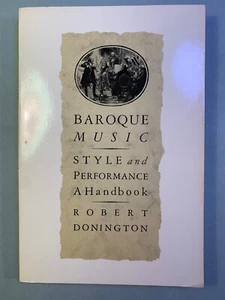 BAROQUE
MUSIC
STYLE and
PERFORMANCE
A Handbook
ROBERT
DONINGTON